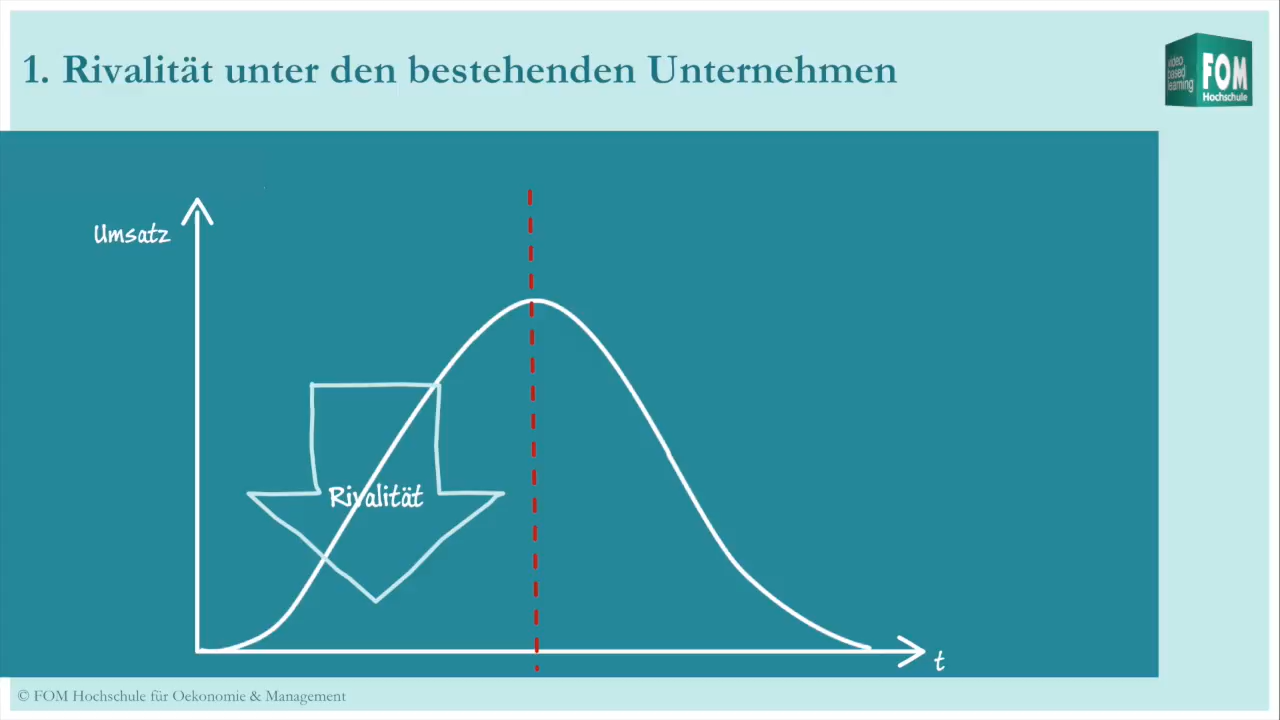 1. Rivalität unter den bestehenden Unternehmen
video
based
learning
FOM
Hochschule
Umsatz
Rivalität
t
© FOM Hochschule für Oekonomie & Management